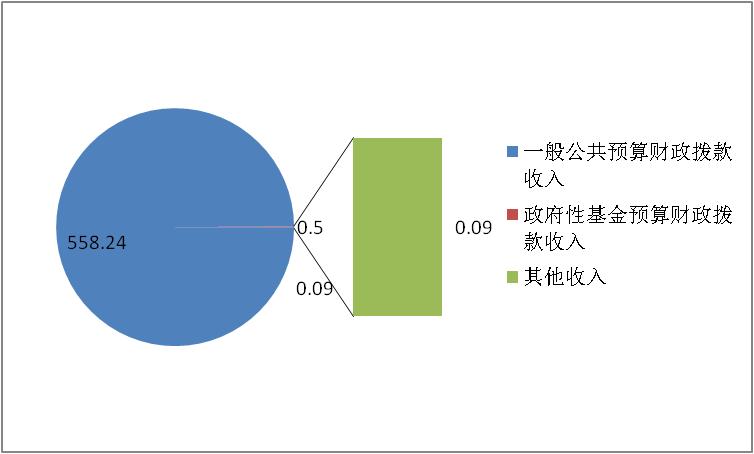 558.24
0.5
0.09
0.09
一般公共预算财政拨款
收入
政府性基金预算财政拨
款收入
其他收入